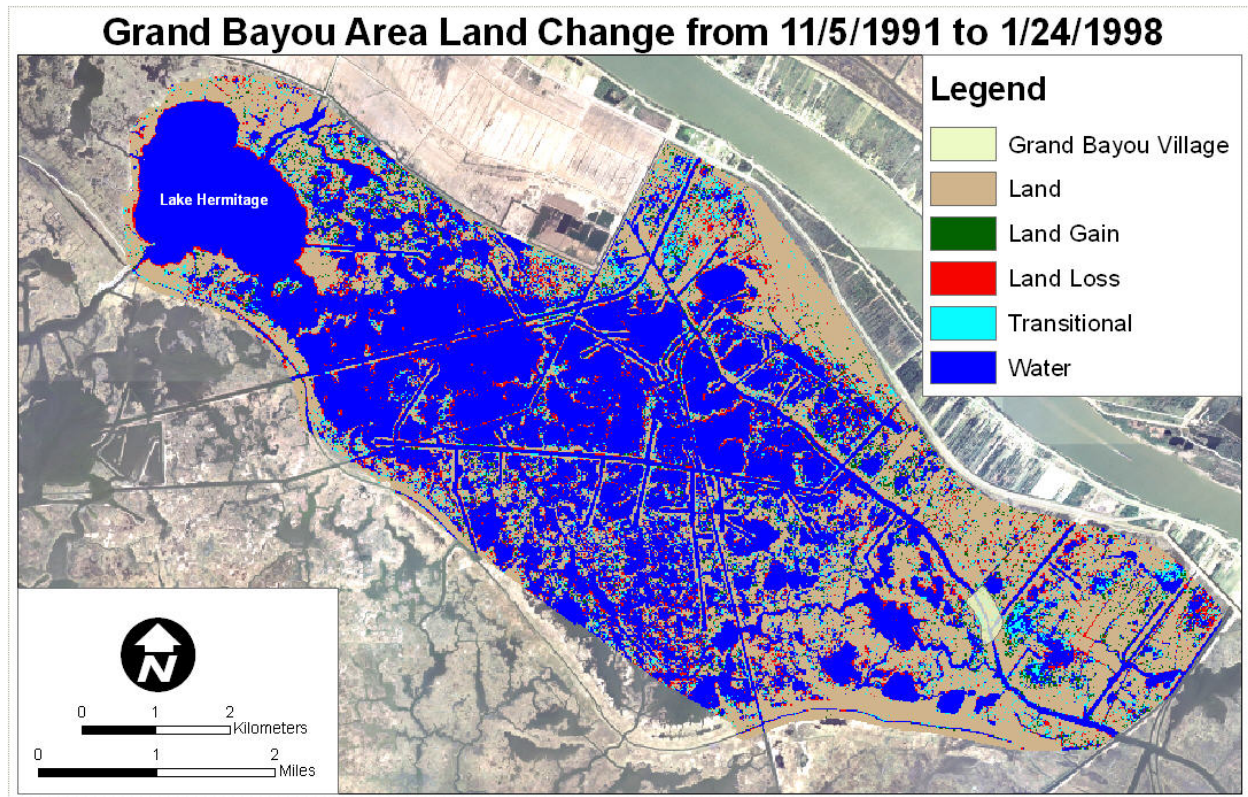 Grand Bayou Area Land Change from 11/5/1991 to 1/24/1998
Legend
Grand Bayou Village
Land
Land Gain
Land Loss
Transitional
Water
Lake Hermitage
N
0 1 2
Kilometers
0 1 2
Miles